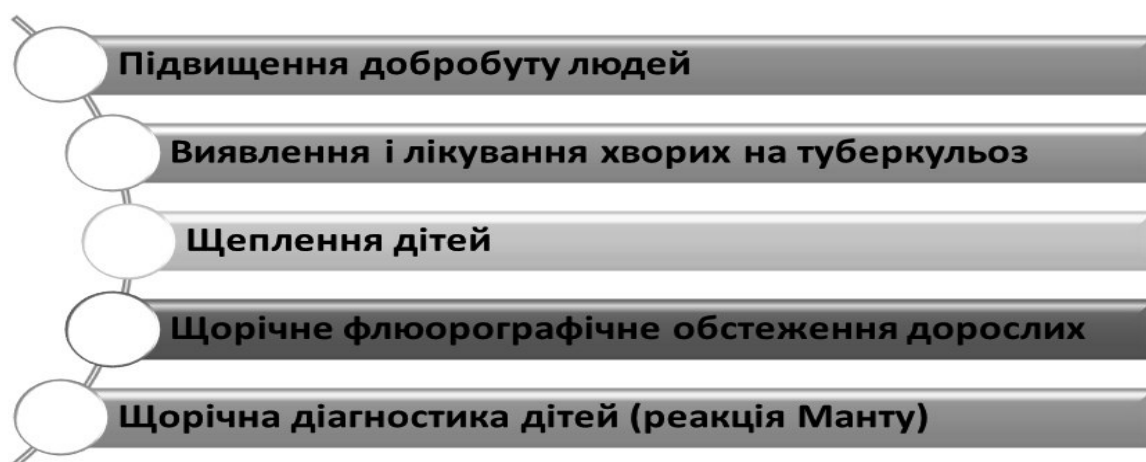 Підвищення добробуту людей
Виявлення і лікування хворих на туберкульоз
Щеплення дітей
Щорічне флюорографічне обстеження дорослих
Щорічна діагностика дітей (реакція Манту)